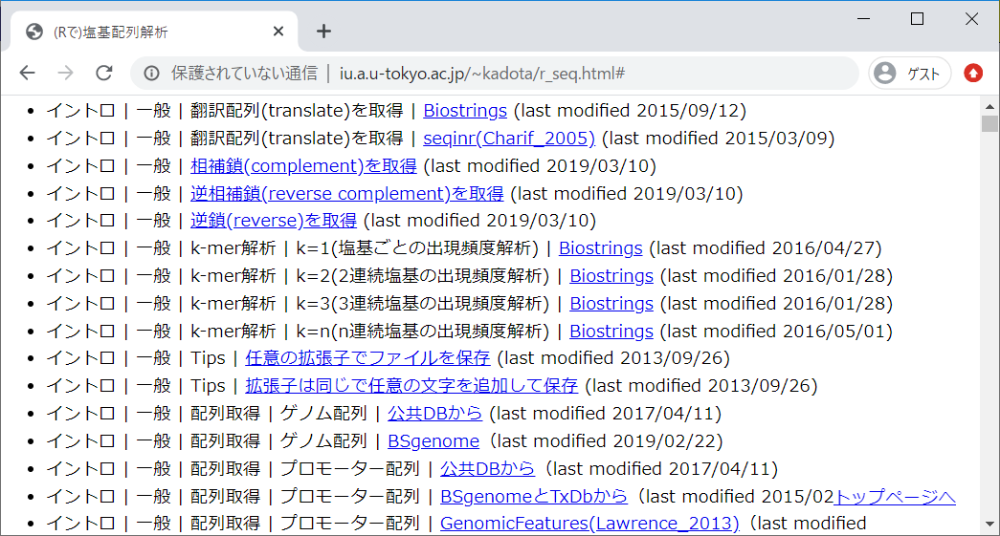 (Rで)塩基配列解析
保護されていない通信 | iu.a.u-tokyo.ac.jp/~kadota/r_seq.html#
ゲスト
• イントロ | 一般 | 翻訳配列(translate)を取得 | Biostrings (last modified 2015/09/12)
• イントロ | 一般 | 翻訳配列(translate)を取得 | seqinr(Charif_2005) (last modified 2015/03/09)
• イントロ | 一般 | 相補鎖(complement)を取得 (last modified 2019/03/10)
• イントロ | 一般 | 逆相補鎖(reverse complement)を取得 (last modified 2019/03/10)
• イントロ | 一般 | 逆鎖(reverse)を取得 (last modified 2019/03/10)
• イントロ | 一般 | k-mer解析 | k=1(塩基ごとの出現頻度解析) | Biostrings (last modified 2016/04/27)
• イントロ | 一般 | k-mer解析 | k=2(2連続塩基の出現頻度解析) | Biostrings (last modified 2016/01/28)
• イントロ | 一般 | k-mer解析 | k=3(3連続塩基の出現頻度解析) | Biostrings (last modified 2016/01/28)
• イントロ | 一般 | k-mer解析 | k=n(n連続塩基の出現頻度解析) | Biostrings (last modified 2016/05/01)
• イントロ | 一般 | Tips | 任意の拡張子でファイルを保存 (last modified 2013/09/26)
• イントロ | 一般 | Tips | 拡張子は同じで任意の文字を追加して保存 (last modified 2013/09/26)
• イントロ | 一般 | 配列取得 | ゲノム配列 | 公共DBから (last modified 2017/04/11)
• イントロ | 一般 | 配列取得 | ゲノム配列 | BSgenome（last modified 2019/02/22)
• イントロ | 一般 | 配列取得 | プロモーター配列 | 公共DBから（last modified 2017/04/11)
• イントロ | 一般 | 配列取得 | プロモーター配列 | BSgenomeとTxDbから（last modified 2015/02トップページへ
• イントロ | 一般 | 配列取得 | プロモーター配列 | GenomicFeatures(Lawrence_2013)（last modified